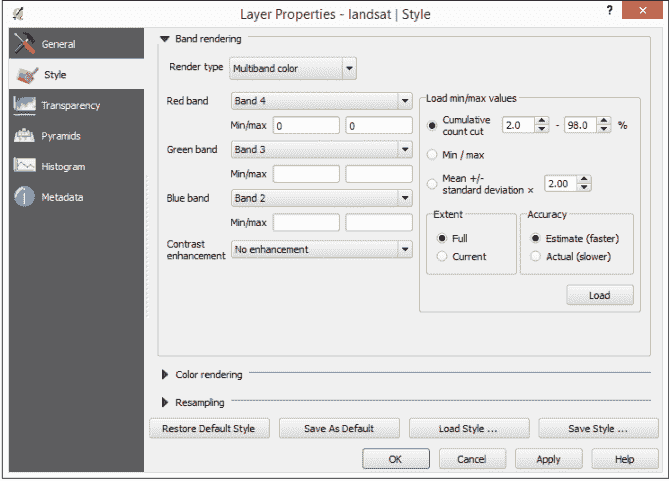 Layer Properties - landsat | Style
?
×
General
Style
Transparency
Pyramids
Histogram
Metadata
Band rendering
Render type
Multiband color
Red band
Band 4
Min/max
0
0
Green band
Band 3
Min/max
Blue band
Band 2
Min/max
Contrast
enhancement
No enhancement
Load min/max values
Cumulative
count cut
2.0
-
98.0
%
Min / max
Mean +/-
standard deviation ×
2.00
Extent
Full
Current
Accuracy
Estimate (faster)
Actual (slower)
Load
Color rendering
Resampling
Restore Default Style
Save As Default
Load Style ...
Save Style ...
OK
Cancel
Apply
Help